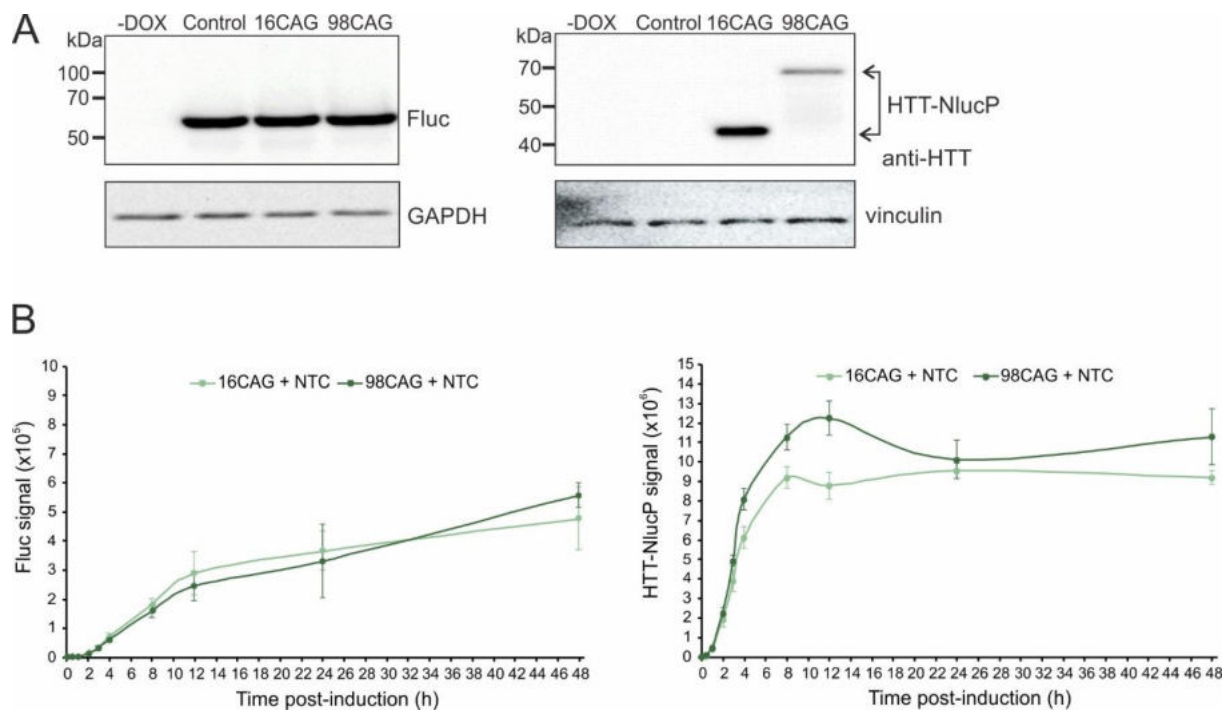 A
-DOX Control 16CAG 98CAG
kDa
100
70
50
Fluc
GAPDH
16CAG 98CAG
-DOX Control
kDa
70
50
40
HTT-NlucP
anti-HTT
vinculin
B
10
9
8
7
6
5
4
3
2
1
0
Fluc signal (x10⁵)
16CAG + NTC 98CAG + NTC
0 2 4 6 8 10 12 14 16 18 20 22 24 26 28 30 32 34 36 38 40 42 44 46 48
Time post-induction (h)
15
14
13
12
11
10
9
8
7
6
5
4
3
2
1
0
HTT-NlucP signal (x10⁶)
16CAG + NTC 98CAG + NTC
0 2 4 6 8 10 12 14 16 18 20 22 24 26 28 30 32 34 36 38 40 42 44 46 48
Time post-induction (h)